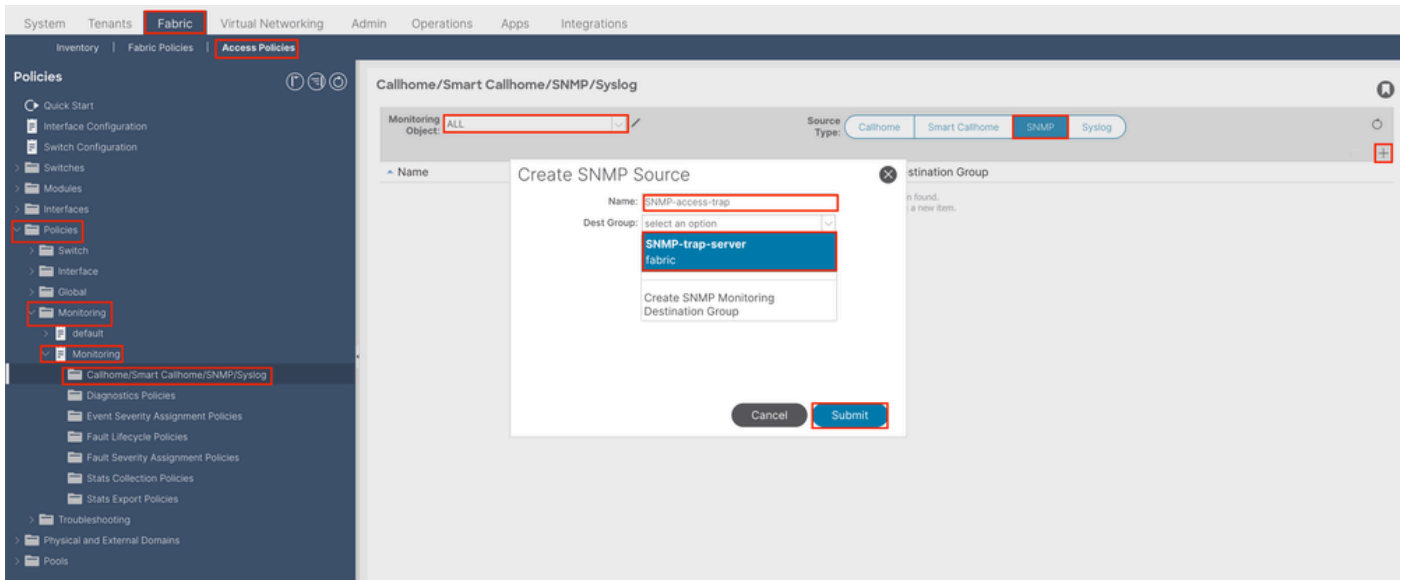 System Tenants Fabric Virtual Networking Admin Operations Apps Integrations
Inventory | Fabric Policies | Access Policies
Policies
Quick Start
Interface Configuration
Switch Configuration
Switches
Modules
Interfaces
Policies
Switch
Interface
Global
Monitoring
default
Monitoring
Callhome/Smart Callhome/SNMP/Syslog
Diagnostics Policies
Event Severity Assignment Policies
Fault Lifecycle Policies
Fault Severity Assignment Policies
Stats Collection Policies
Stats Export Policies
Troubleshooting
Physical and External Domains
Pools
Callhome/Smart Callhome/SNMP/Syslog
Monitoring Object: ALL
Source Type: Callhome Smart Callhome SNMP Syslog
Name
stination Group
n found.
a new item.
Create SNMP Source
Name: SNMP-access-trap
Dest Group: select an option
SNMP-trap-server
fabric
Create SNMP Monitoring
Destination Group
Cancel Submit